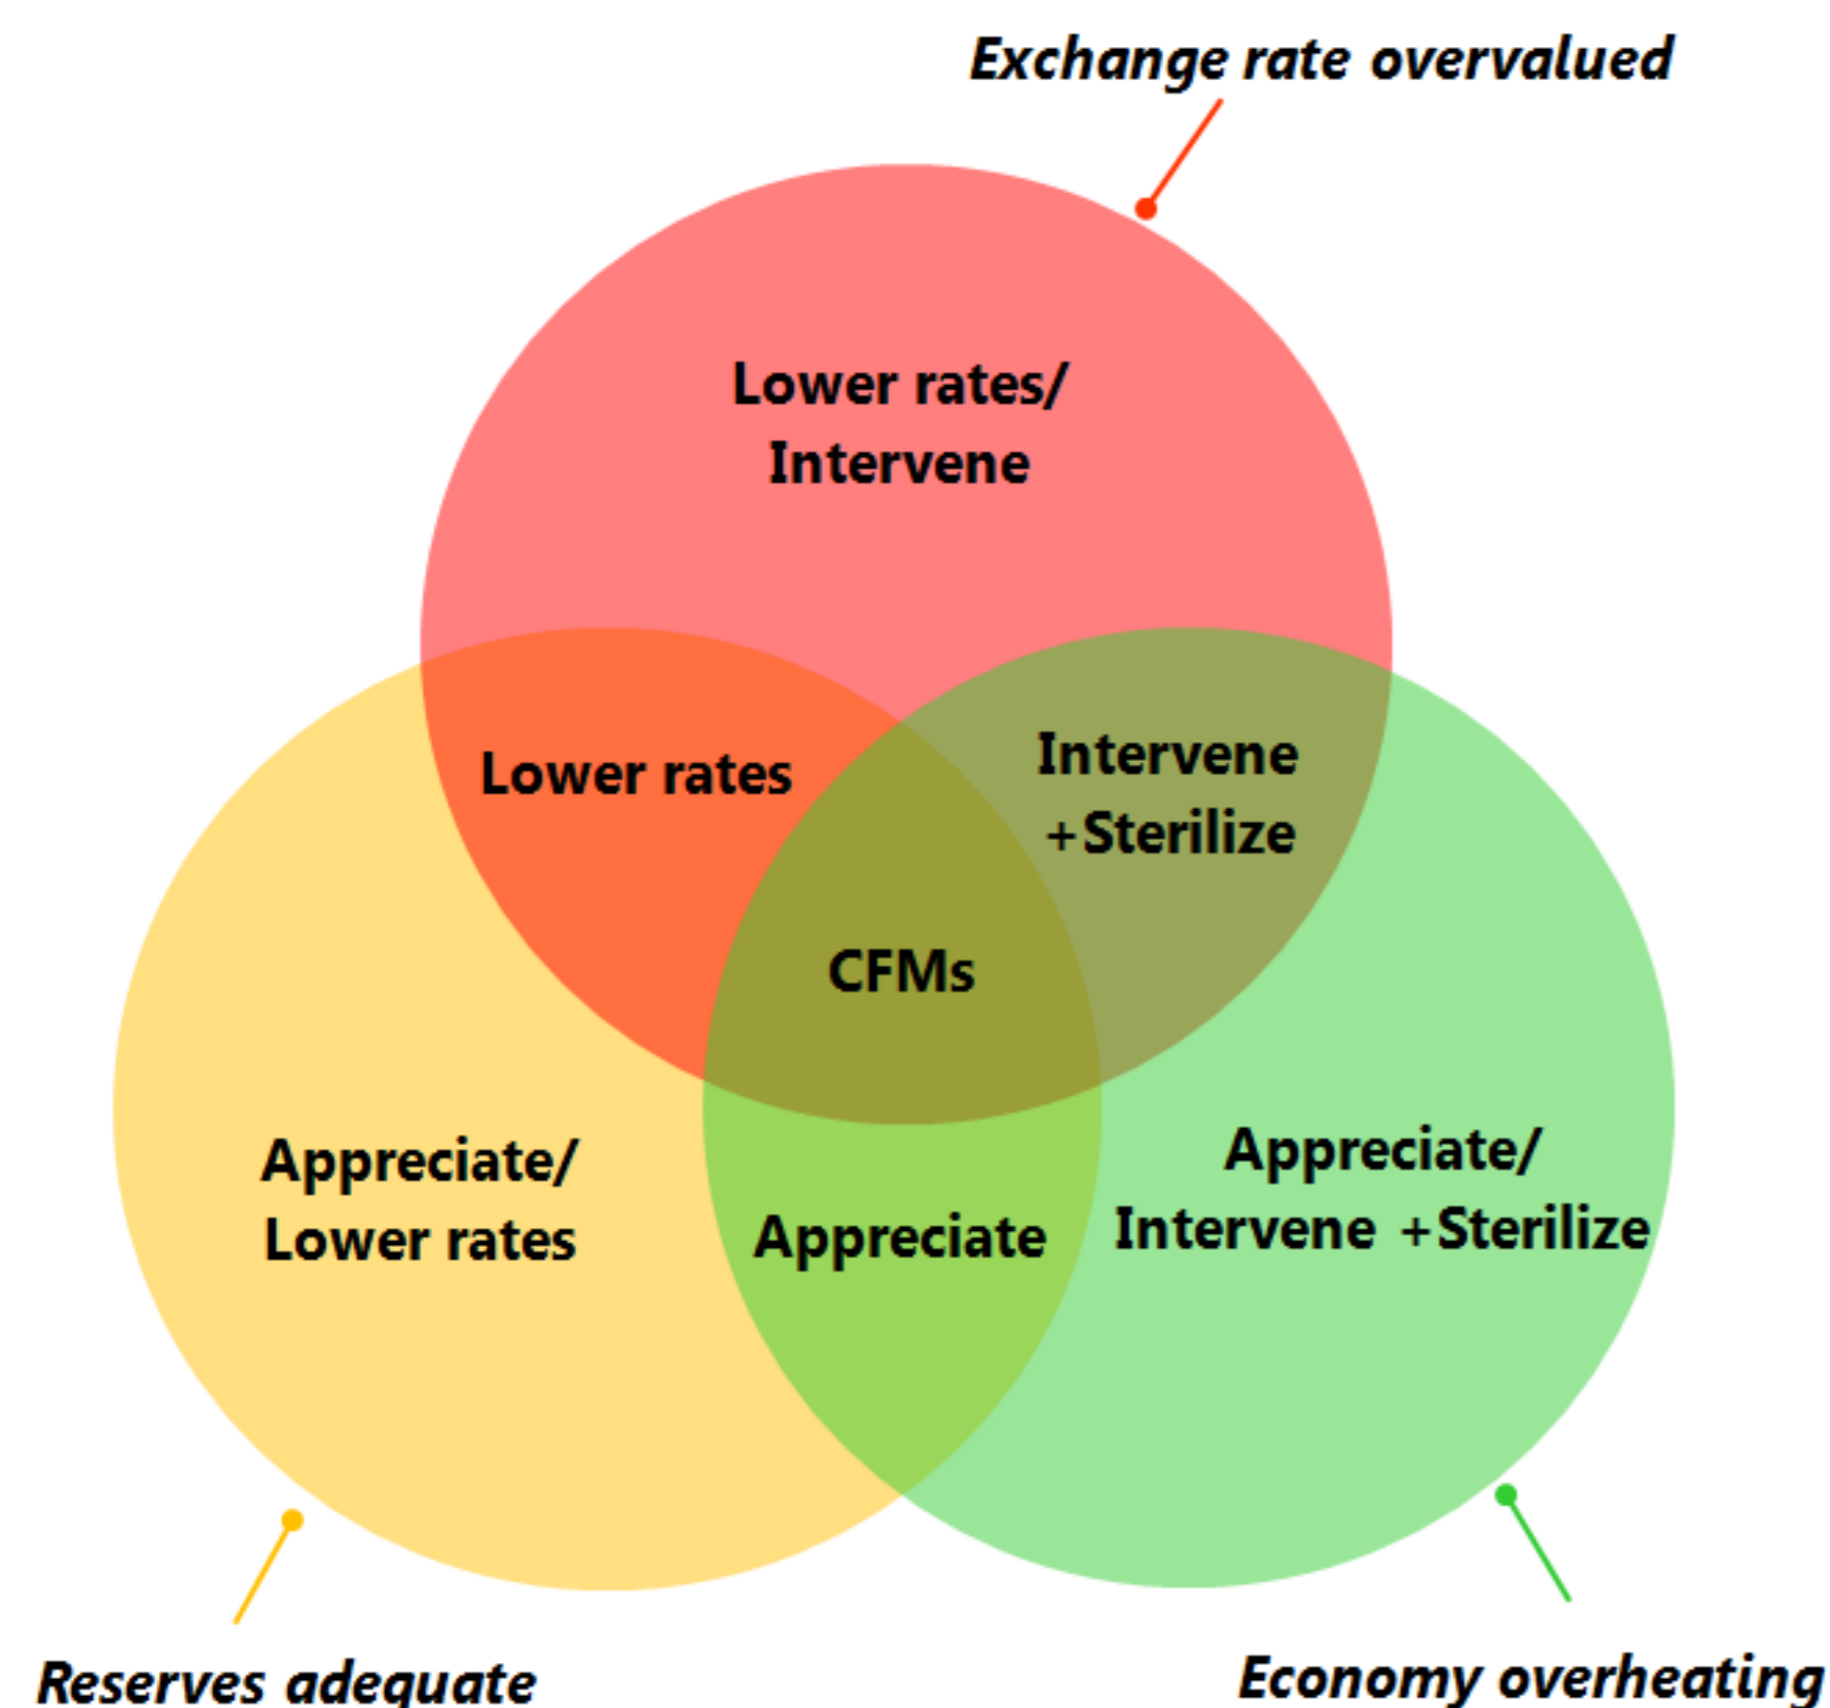 Exchange rate overvalued
Lower rates/
Intervene
Lower rates
Intervene
+Sterilize
CFMs
Appreciate/
Lower rates
Appreciate
Appreciate/
Intervene +Sterilize
Reserves adequate
Economy overheating